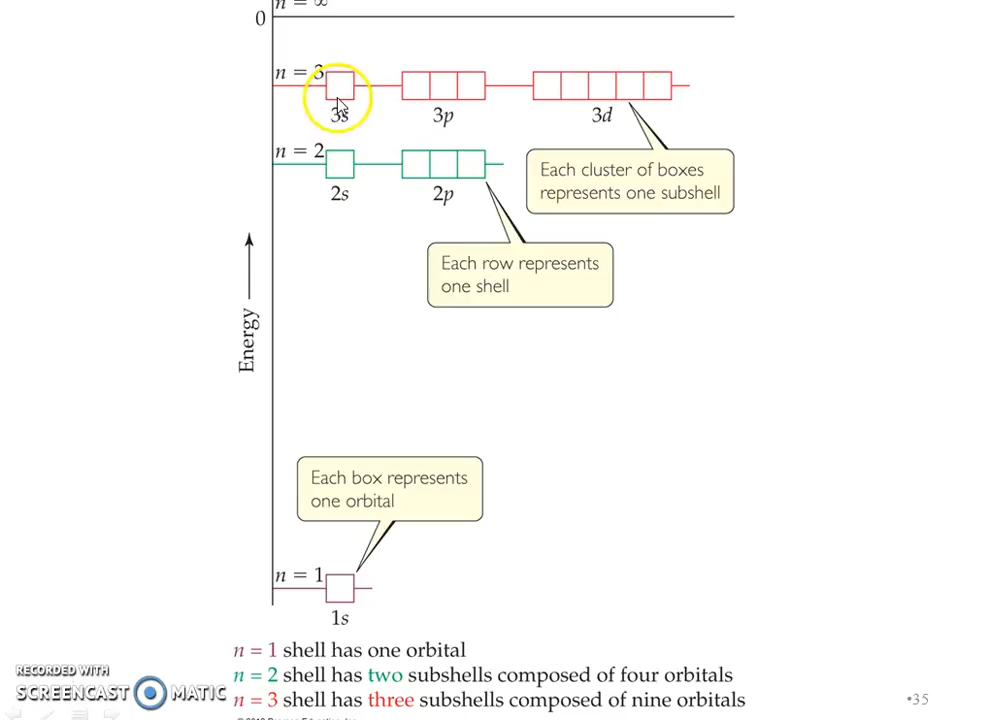 n = ∞
0
n = 3
3s
3p
3d
n = 2
2s
2p
Each cluster of boxes
represents one subshell
Each row represents
one shell
Energy
Each box represents
one orbital
n = 1
1s
n = 1 shell has one orbital
n = 2 shell has two subshells composed of four orbitals
n = 3 shell has three subshells composed of nine orbitals
RECORDED WITH
SCREENCAST MATIC
•35